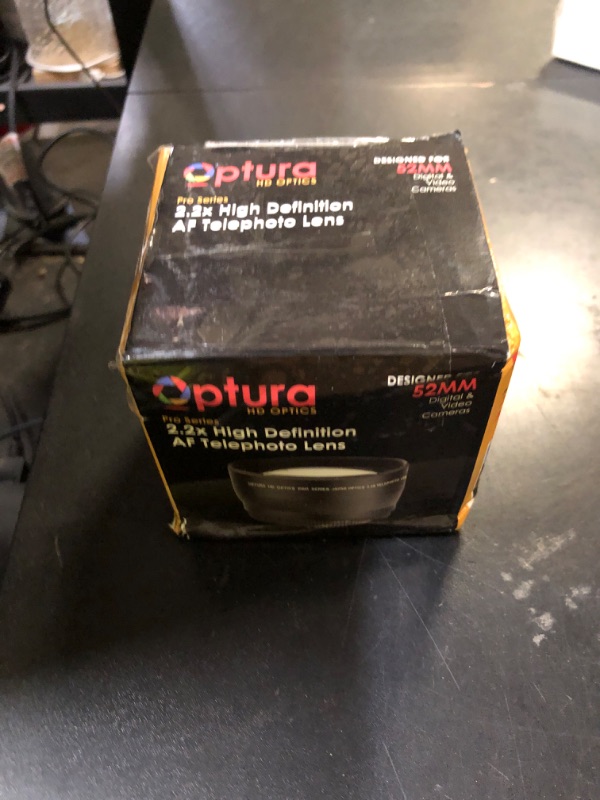 Optura
HD OPTICS
DESIGNED FOR
52MM
Digital &
Video
Cameras
Pro Series
2.2x High Definition
AF Telephoto Lens
Optura
HD OPTICS
DESIGNED
52MM
Digital &
Video
Cameras
Pro Series
2.2x High Definition
AF Telephoto Lens